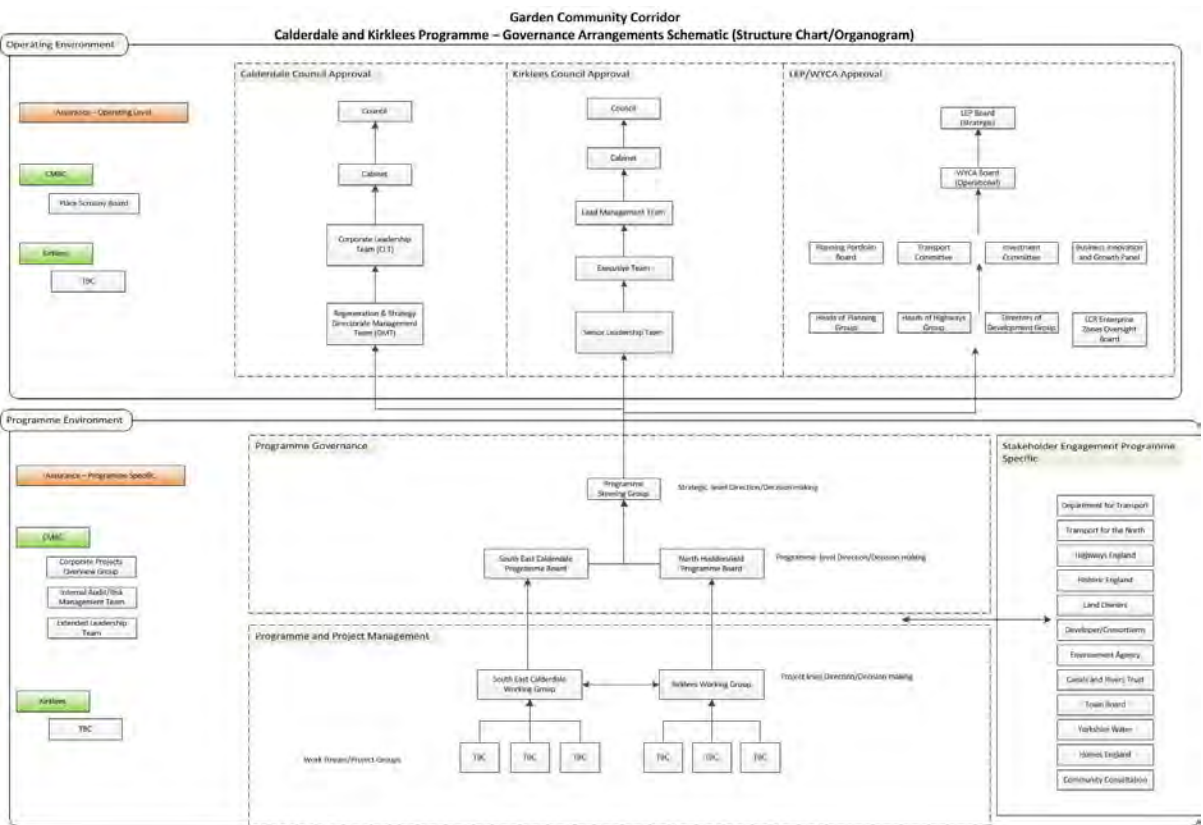 Garden Community Corridor
Calderdale and Kirklees Programme – Governance Arrangements Schematic (Structure Chart/Organogram)
Operating Environment
Assurance – Operating Level
CMBC
Place Scrutiny Board
Kirklees
TBC
Calderdale Council Approval
Council
Cabinet
Corporate Leadership
Team (CLT)
Regeneration & Strategy
Directorate Management
Team (DMT)
Kirklees Council Approval
Council
Cabinet
Lead Management Team
Executive Team
Senior Leadership Team
LEP/WYCA Approval
LEP Board
(Strategic)
WYCA Board
(Operational)
Planning Portfolio
Board
Transport
Committee
Investment
Committee
Business Innovation
and Growth Panel
Heads of Planning
Group
Heads of Highways
Group
Directors of
Development Group
LCR Enterprise
Zones Oversight
Board
Programme Environment
Assurance – Programme Specific
CMBC
Corporate Projects
Overview Group
Internal Audit/Risk
Management Team
Extended Leadership
Team
Kirklees
TBC
Programme Governance
Programme
Steering Group
Strategic level Direction/Decision making
South East Calderdale
Programme Board
North Huddersfield
Programme Board
Programme level Direction/Decision making
Programme and Project Management
South East Calderdale
Working Group
Kirklees Working Group
Project level Direction/Decision making
Work Stream/Project Groups
TBC
TBC
TBC
TBC
TBC
TBC
Stakeholder Engagement Programme
Specific
Department for Transport
Transport for the North
Highways England
Historic England
Land Owners
Developer/Consortiums
Environment Agency
Canals and Rivers Trust
Town Board
Yorkshire Water
Homes England
Community Consultation